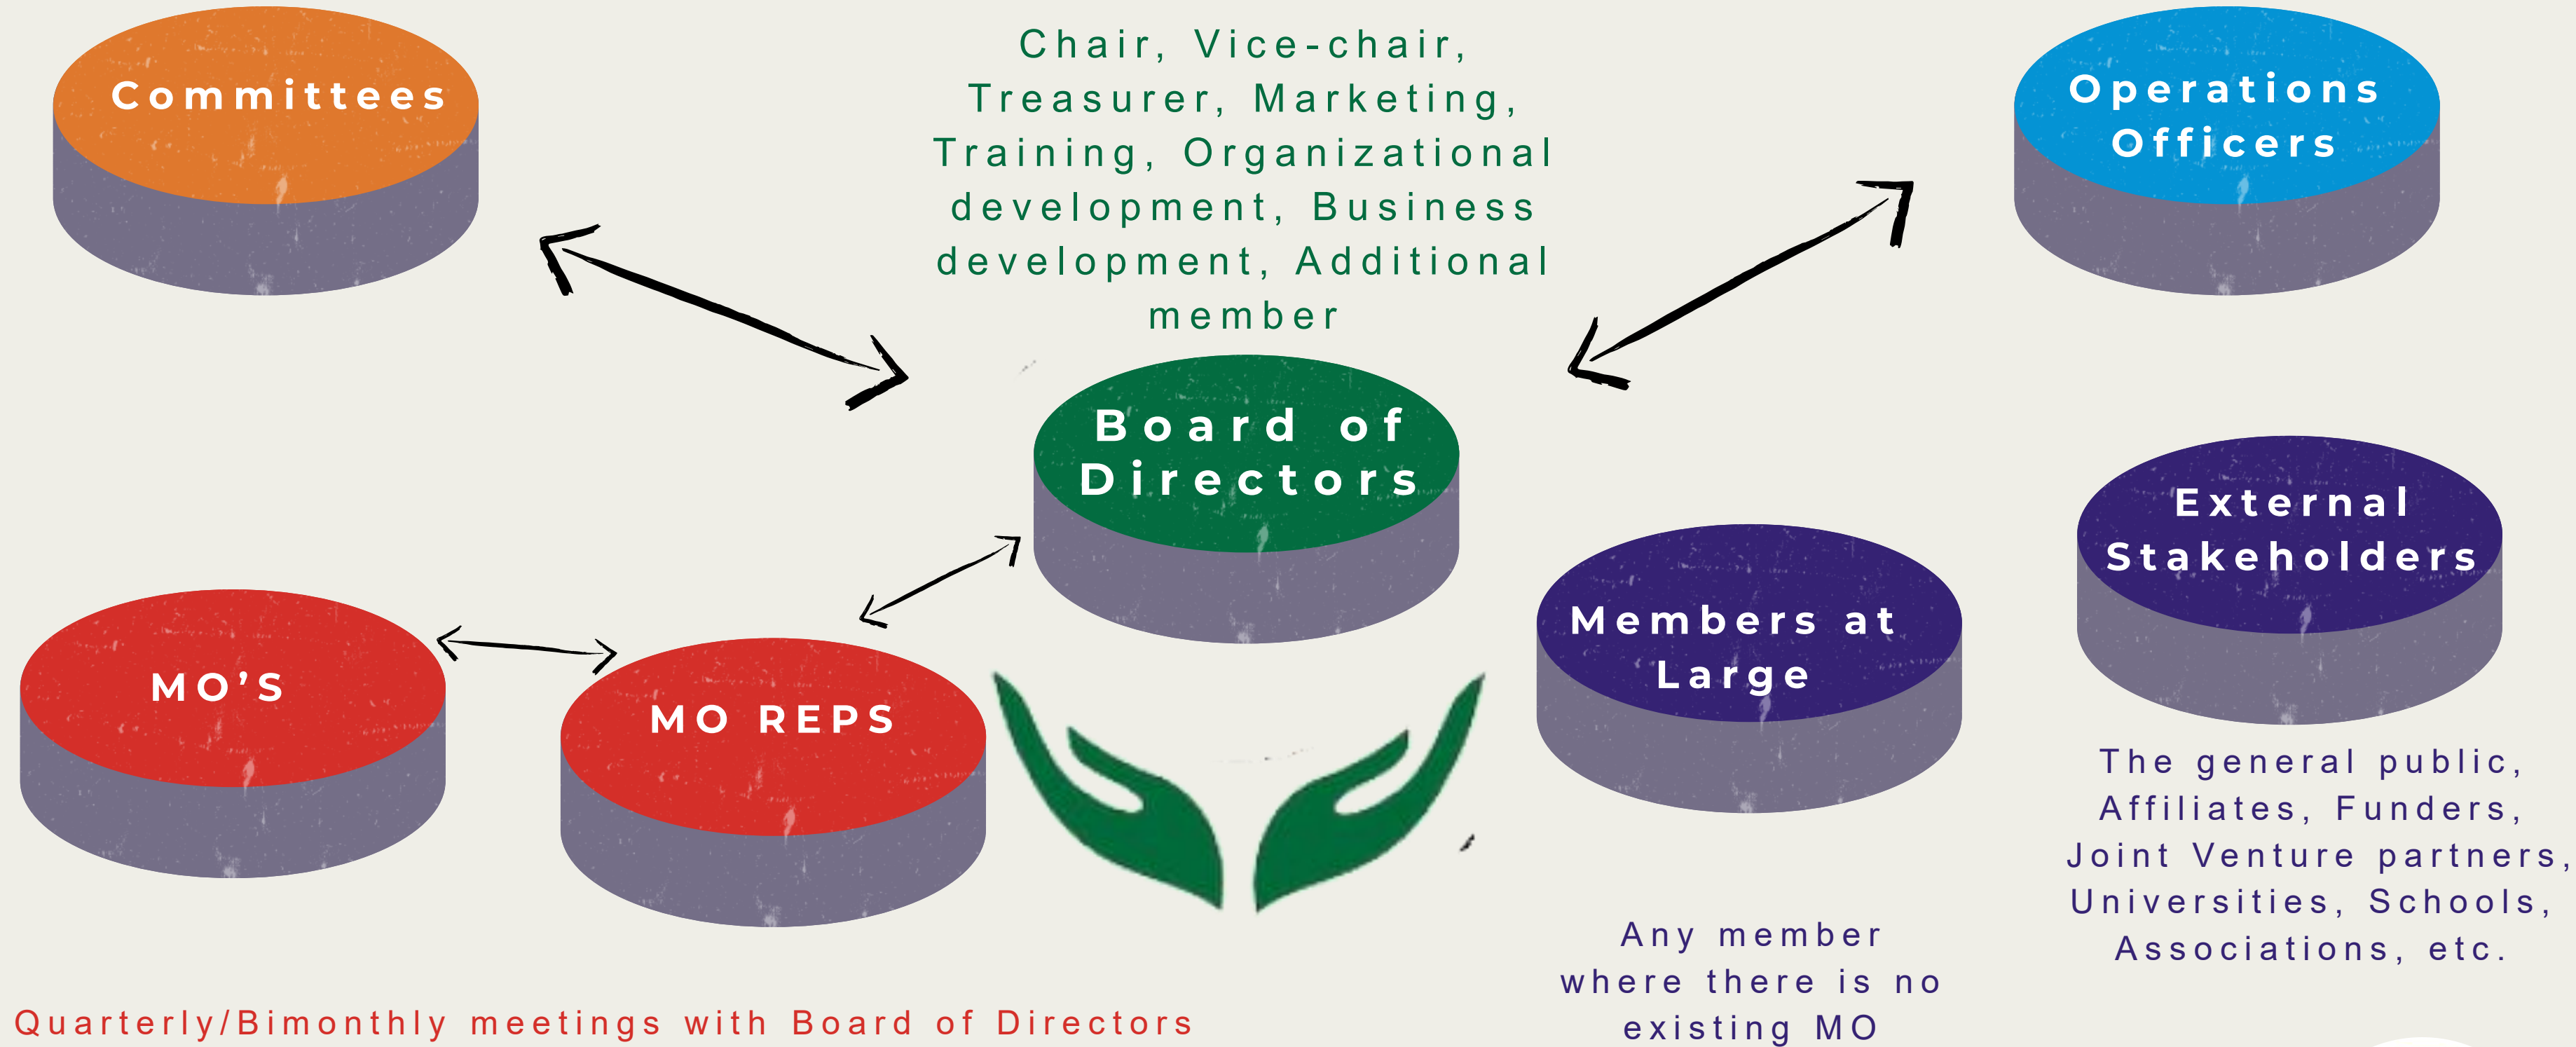 Committees
Chair, Vice-chair,
Treasurer, Marketing,
Training, Organizational
development, Business
development, Additional
member
Operations
Officers
Board of
Directors
External
Stakeholders
Members at
Large
MO’S
MO REPS
The general public,
Affiliates, Funders,
Joint Venture partners,
Universities, Schools,
Associations, etc.
Any member
where there is no
existing MO
Quarterly/Bimonthly meetings with Board of Directors